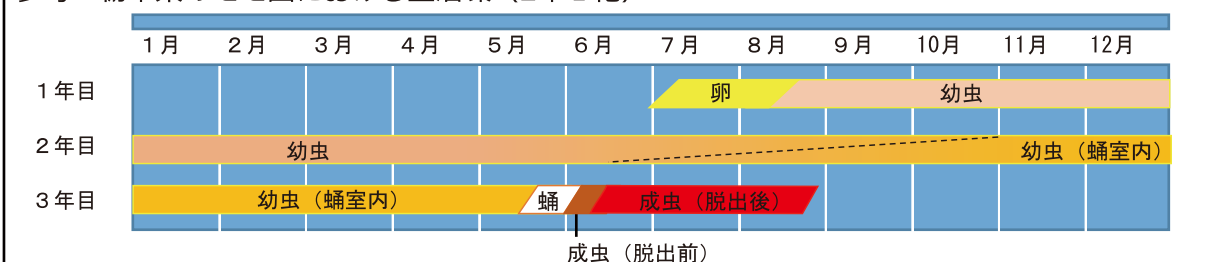 1月 2月 3月 4月 5月 6月 7月 8月 9月 10月 11月 12月
1年目 卵 幼虫
2年目 幼虫 幼虫（蛹室内）
3年目 幼虫（蛹室内） 蛹 成虫（脱出後）
成虫（脱出前）